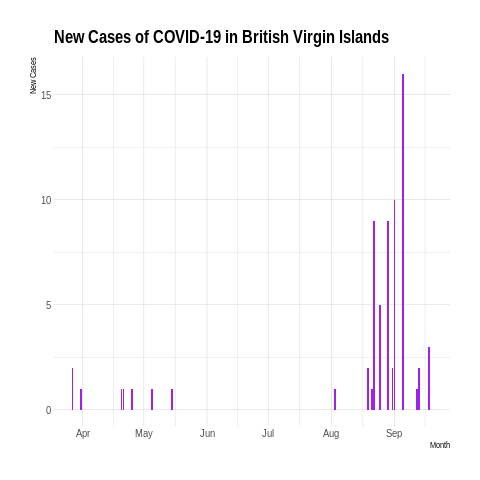 New Cases of COVID-19 in British Virgin Islands
New Cases
15
10
5
0
Apr May Jun Jul Aug Sep
Month